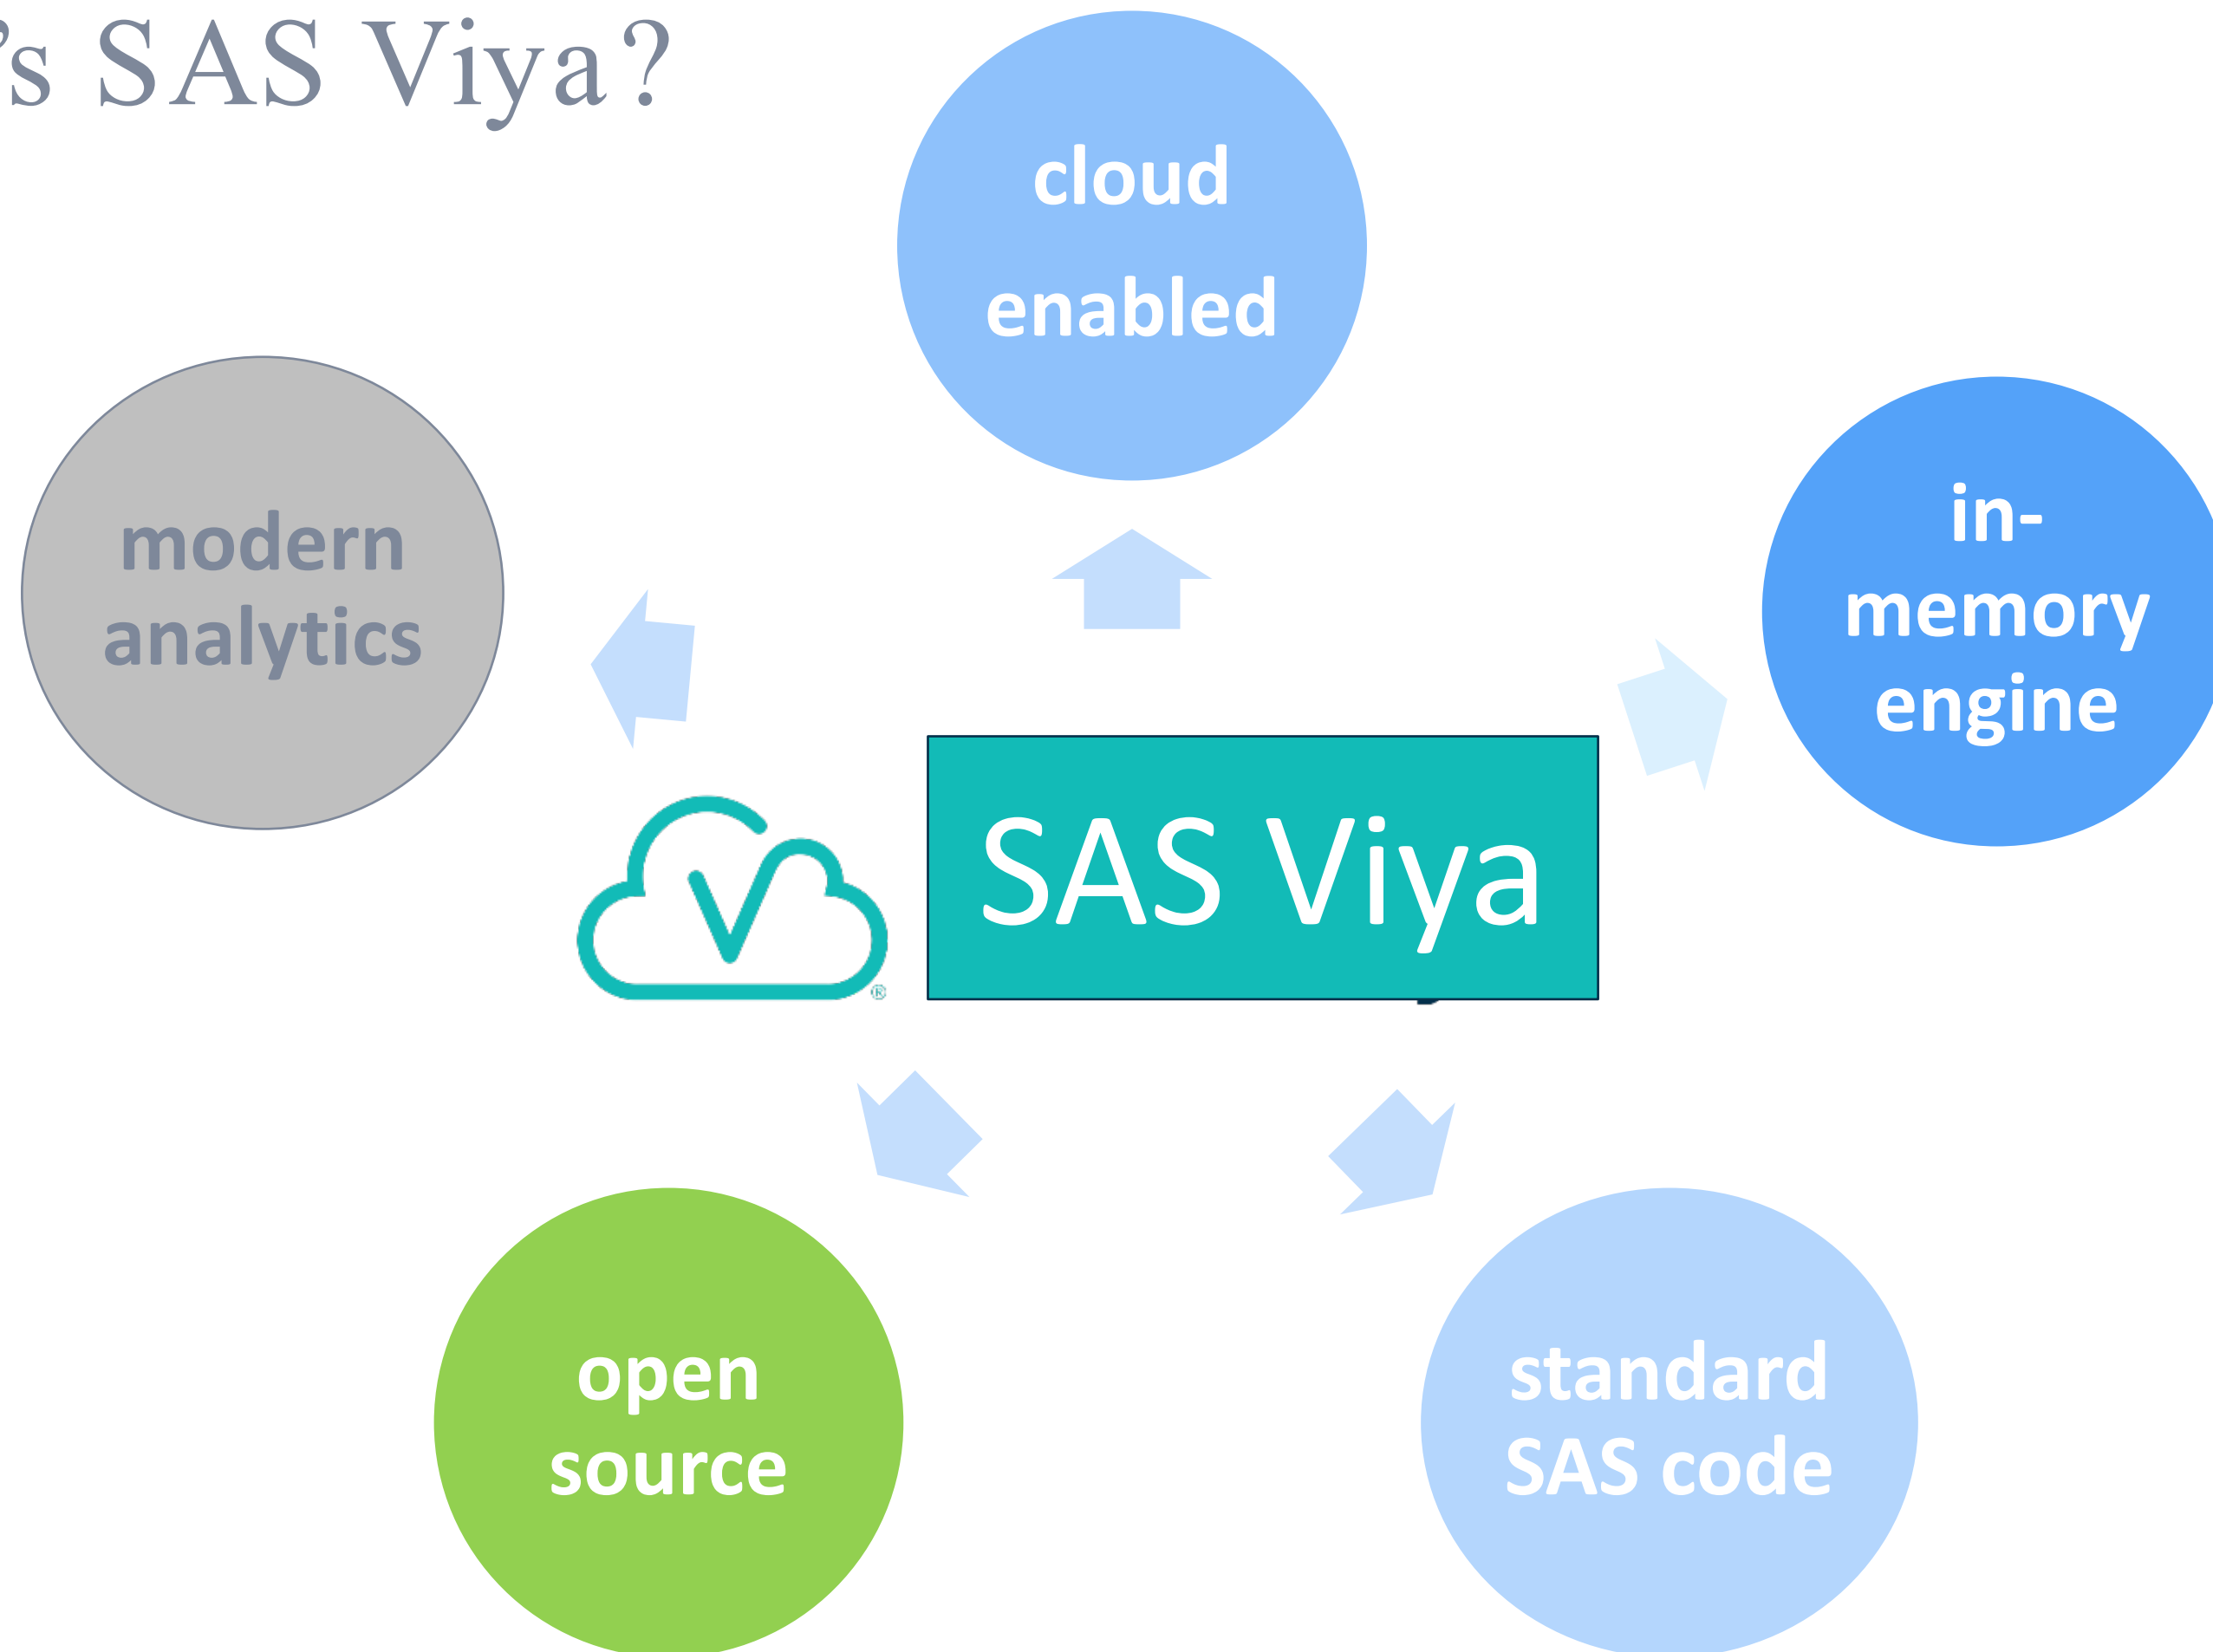 's SAS Viya?
cloud
enabled
in-
memory
engine
modern
analytics
SAS Viya
®
open
source
standard
SAS code